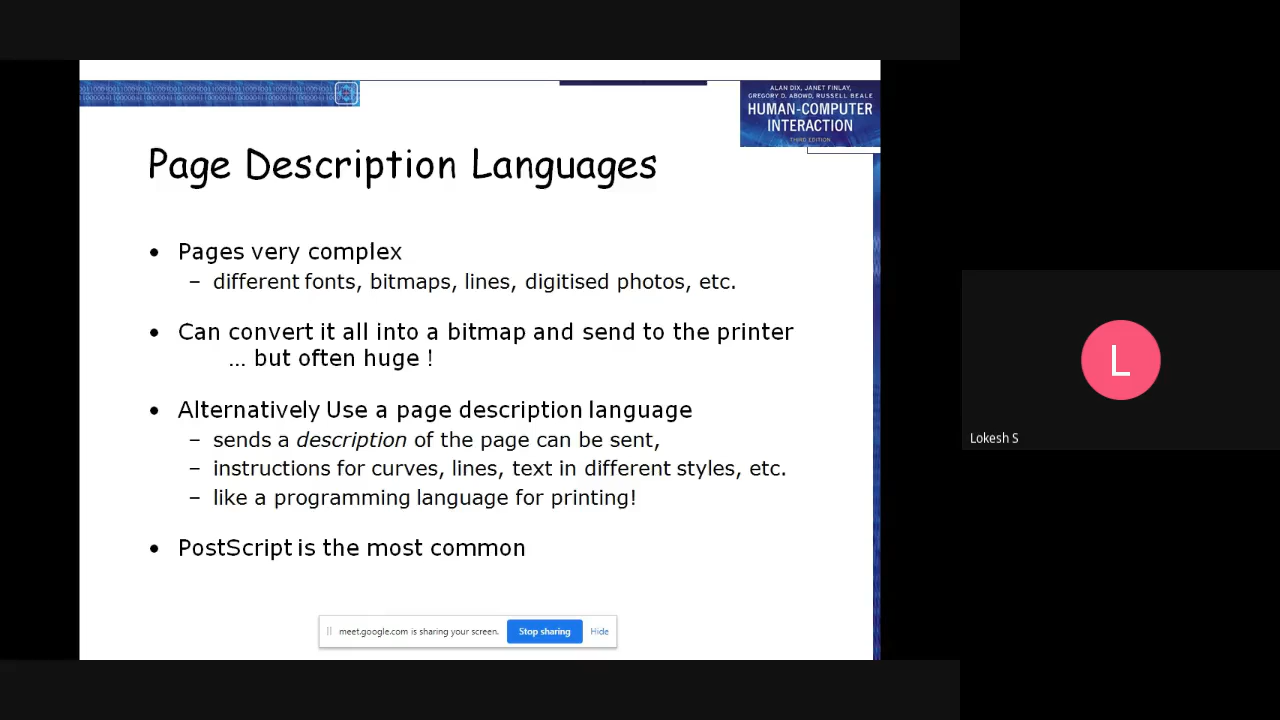 ALAN DIX, JANET FINLAY,
GREGORY D. ABOWD, RUSSELL BEALE
HUMAN-COMPUTER
INTERACTION
THIRD EDITION
Page Description Languages
• Pages very complex
– different fonts, bitmaps, lines, digitised photos, etc.
• Can convert it all into a bitmap and send to the printer
… but often huge !
• Alternatively Use a page description language
– sends a description of the page can be sent,
– instructions for curves, lines, text in different styles, etc.
– like a programming language for printing!
• PostScript is the most common
meet.google.com is sharing your screen. Stop sharing Hide
L
Lokesh S